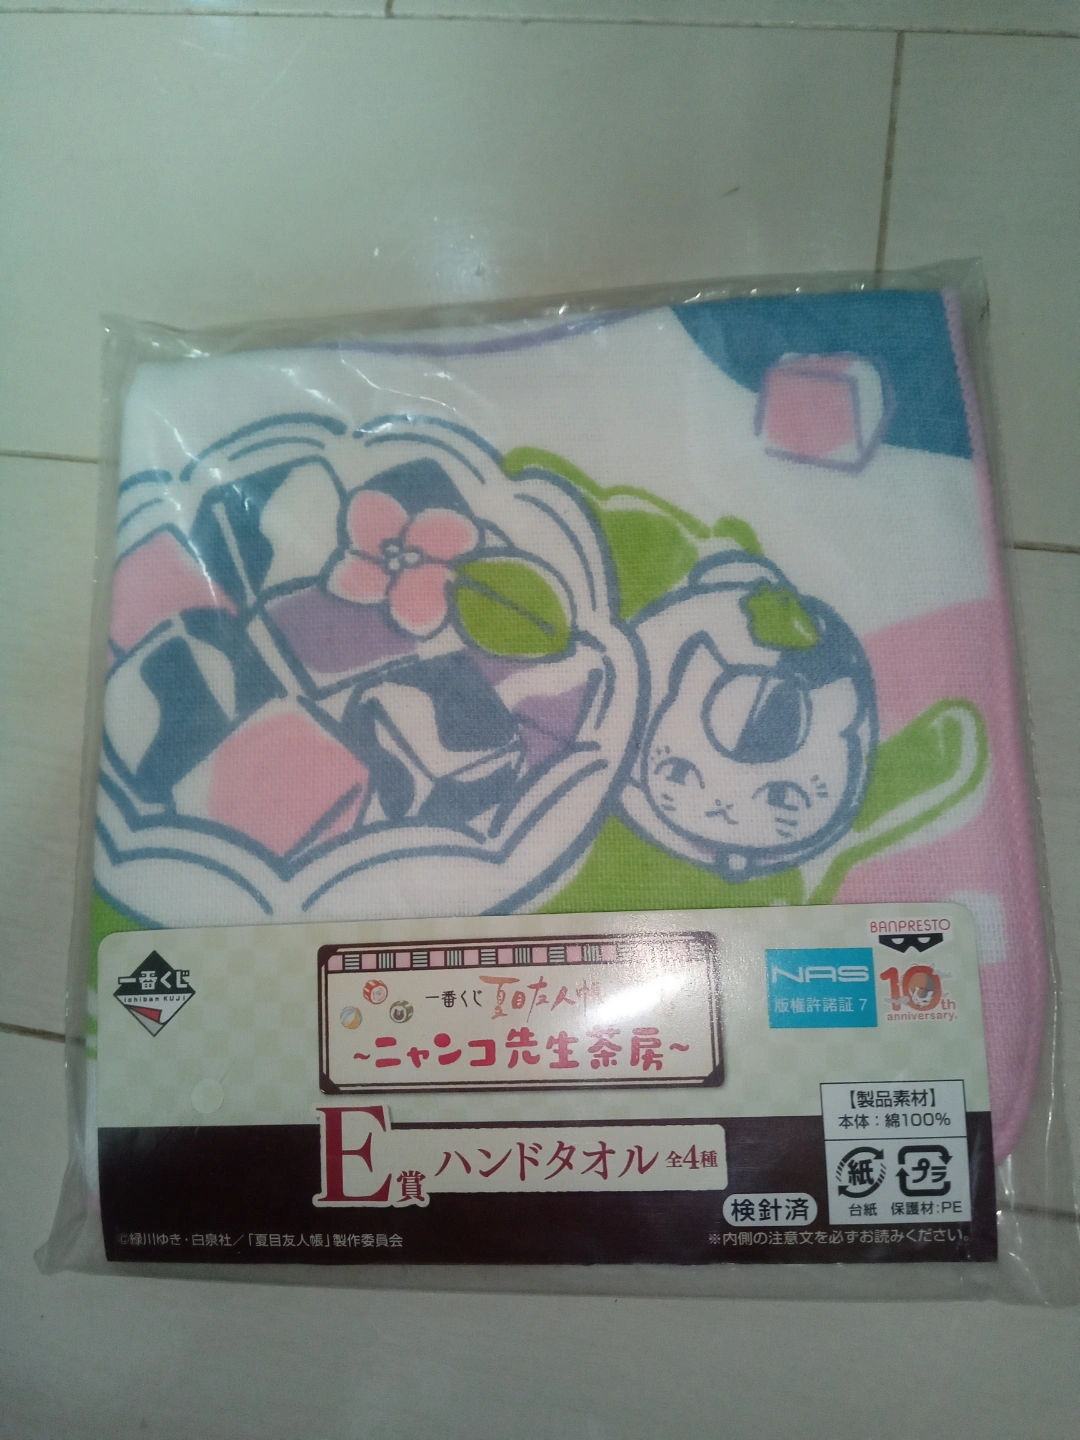 BANPRESTO
一番くじ
Ichiban KUJI
一番くじ 夏目友人帳
～ニャンコ先生茶房～
NAS
版権許諾証 7
10th
anniversary.
E賞 ハンドタオル 全4種
【製品素材】
本体：綿100%
紙
プラ
台紙 保護材:PE
検針済
©緑川ゆき・白泉社／「夏目友人帳」製作委員会
※内側の注意文を必ずお読みください。